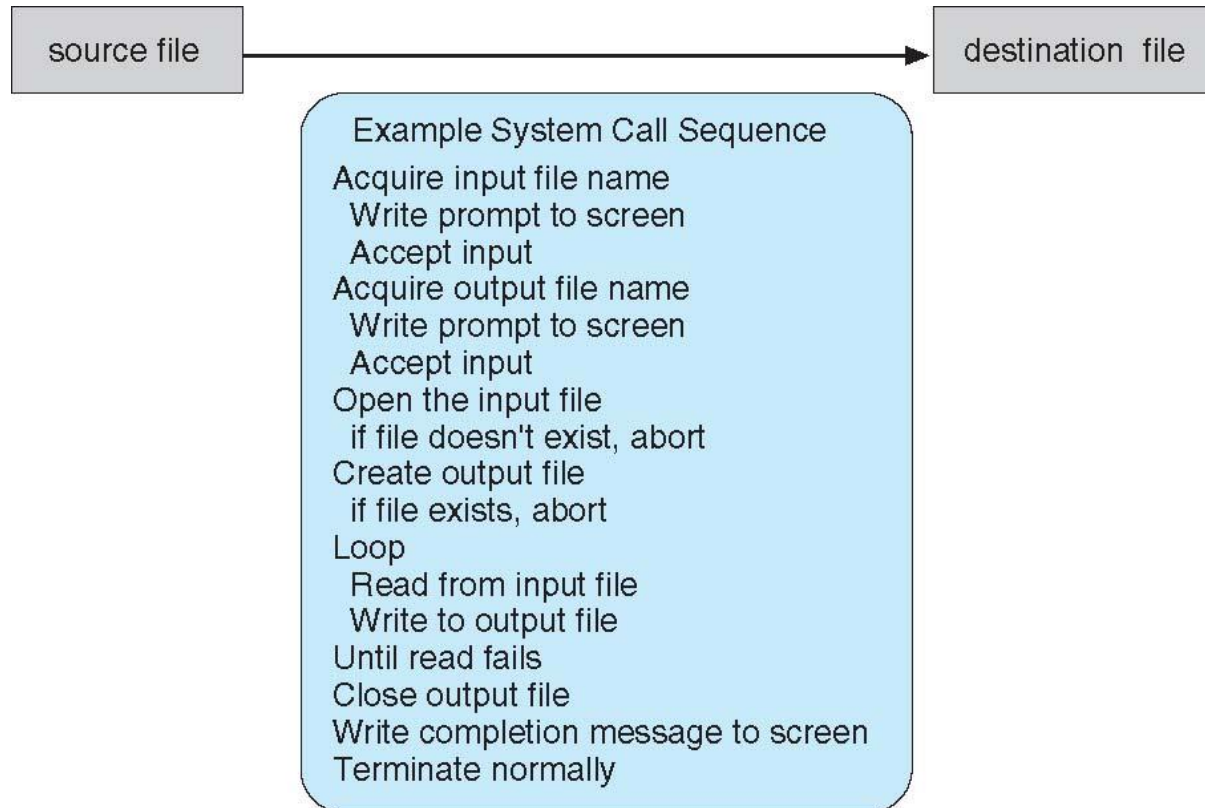 source file
destination file
Example System Call Sequence
Acquire input file name
Write prompt to screen
Accept input
Acquire output file name
Write prompt to screen
Accept input
Open the input file
if file doesn't exist, abort
Create output file
if file exists, abort
Loop
Read from input file
Write to output file
Until read fails
Close output file
Write completion message to screen
Terminate normally